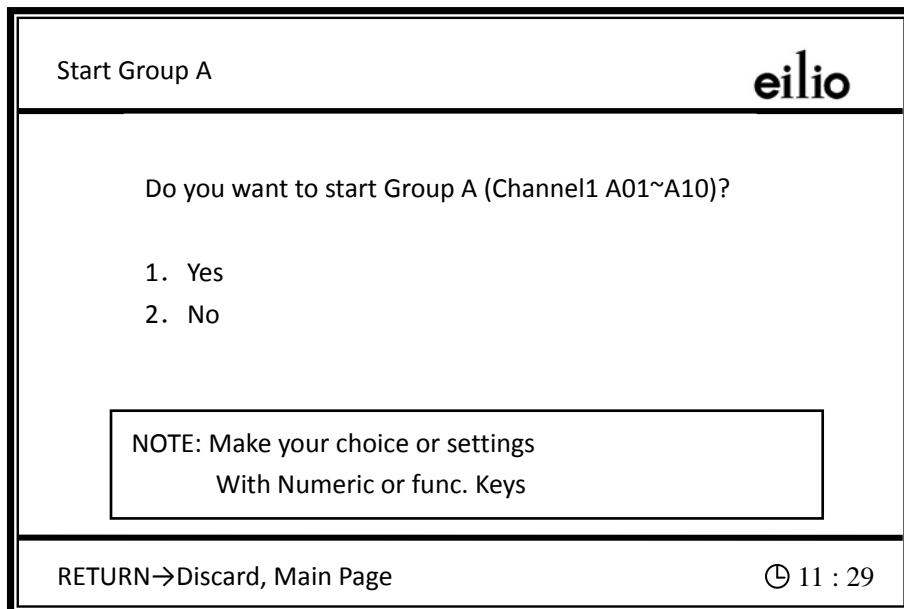 Start Group A
eilio
Do you want to start Group A (Channel1 A01~A10)?
1. Yes
2. No
NOTE: Make your choice or settings
With Numeric or func. Keys
RETURN→Discard, Main Page
11 : 29